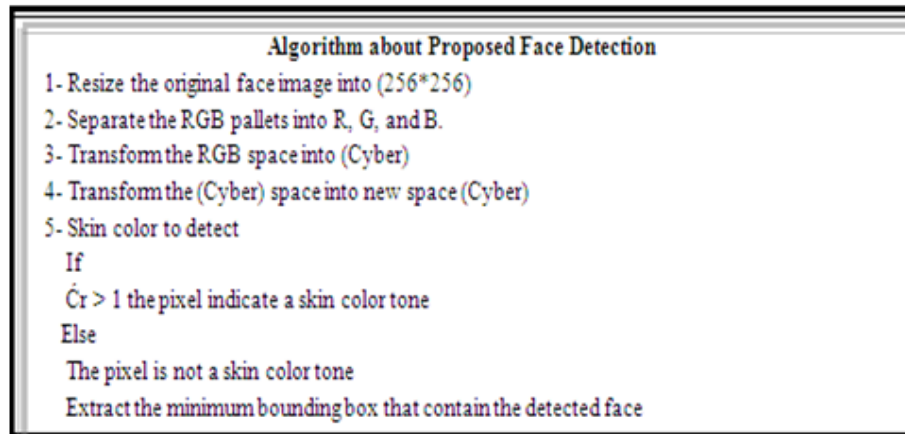 Algorithm about Proposed Face Detection
1- Resize the original face image into (256*256)
2- Separate the RGB pallets into R, G, and B.
3- Transform the RGB space into (Cyber)
4- Transform the (Cyber) space into new space (Cyber)
5- Skin color to detect
If
Ćr > 1 the pixel indicate a skin color tone
Else
The pixel is not a skin color tone
Extract the minimum bounding box that contain the detected face